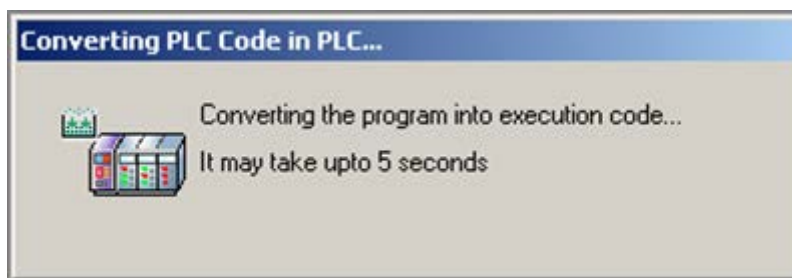 Converting PLC Code in PLC...
Converting the program into execution code...
It may take upto 5 seconds